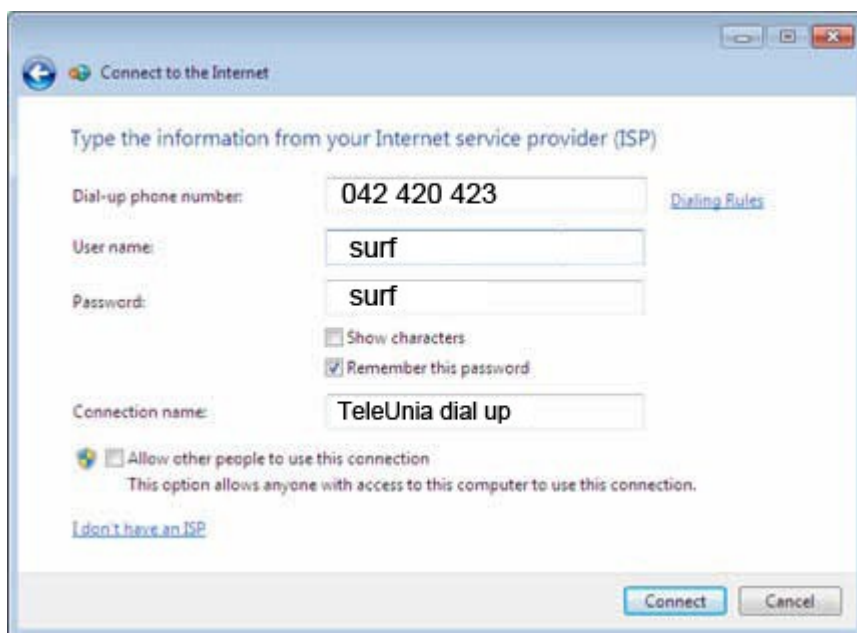 Connect to the Internet
Type the information from your Internet service provider (ISP)
Dial-up phone number: 042 420 423 Dialing Rules
User name: surf
Password: surf
Show characters
Remember this password
Connection name: TeleUnia dial up
Allow other people to use this connection
This option allows anyone with access to this computer to use this connection.
I don't have an ISP
Connect Cancel